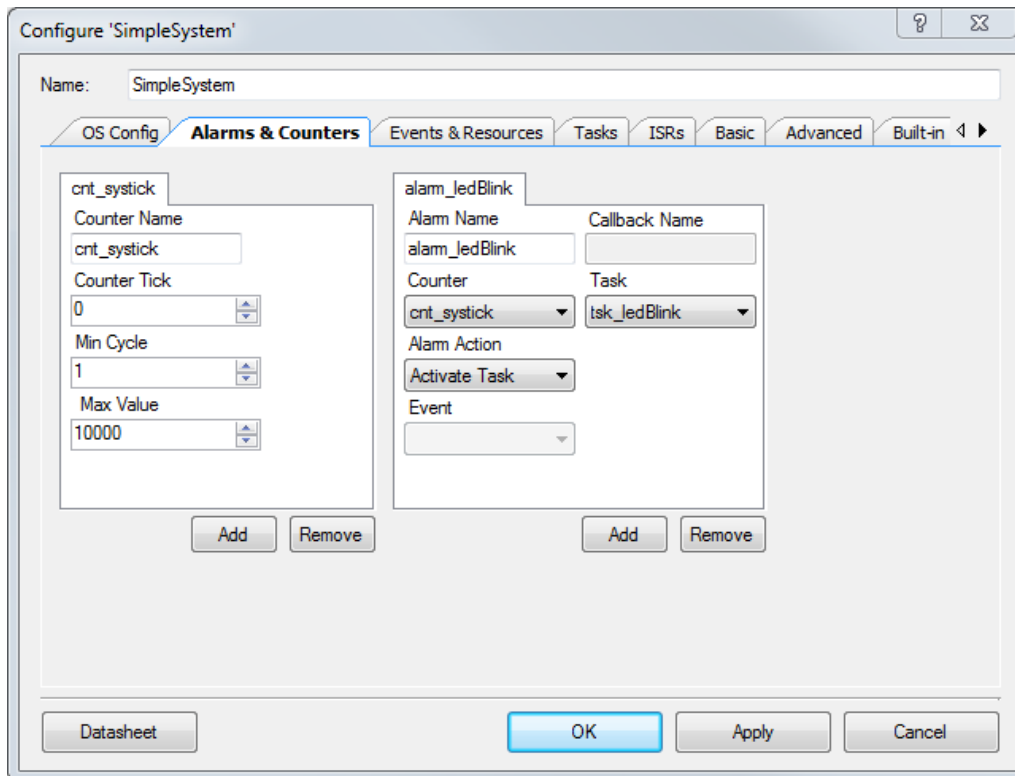 Configure 'SimpleSystem'
Name: SimpleSystem
OS Config Alarms & Counters Events & Resources Tasks ISRs Basic Advanced Built-in
cnt_systick
Counter Name
cnt_systick
Counter Tick
0
Min Cycle
1
Max Value
10000
Add Remove
alarm_ledBlink
Alarm Name Callback Name
alarm_ledBlink
Counter Task
cnt_systick tsk_ledBlink
Alarm Action
Activate Task
Event
Add Remove
Datasheet OK Apply Cancel